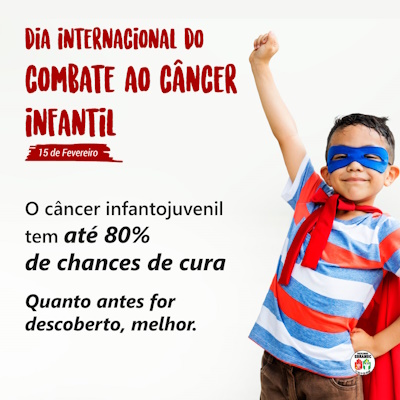 Dia internacional do
combate ao câncer
infantil
15 de Fevereiro
O câncer infantojuvenil
tem até 80%
de chances de cura
Quanto antes for
descoberto, melhor.